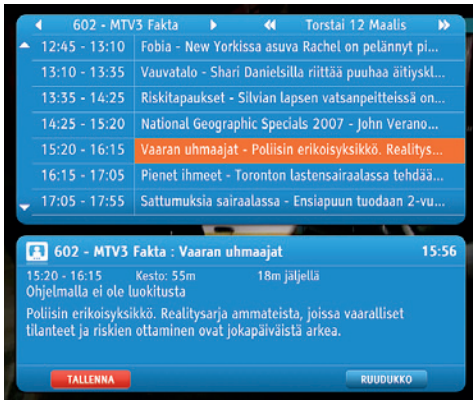 602 - MTV3 Fakta Torstai 12 Maalis
12:45 - 13:10 Fobia - New Yorkissa asuva Rachel on pelännyt pi...
13:10 - 13:35 Vauvatalo - Shari Danielsilla riittää puuhaa äitiyskl...
13:35 - 14:25 Riskitapaukset - Silvian lapsen vatsanpeitteissä on...
14:25 - 15:20 National Geographic Specials 2007 - John Verano...
15:20 - 16:15 Vaaran uhmaajat - Poliisin erikoisyksikkö. Realitys...
16:15 - 17:05 Pienet ihmeet - Toronton lastensairaalassa tehdää...
17:05 - 17:55 Sattumuksia sairaalassa - Ensiapuun tuodaan 2-vu...
602 - MTV3 Fakta : Vaaran uhmaajat 15:56
15:20 - 16:15 Kesto: 55m 18m jäljellä
Ohjelmalla ei ole luokitusta
Poliisin erikoisyksikkö. Realitysarja ammateista, joissa vaaralliset
tilanteet ja riskien ottaminen ovat jokapäiväistä arkea.
TALLENNA RUUDUKKO